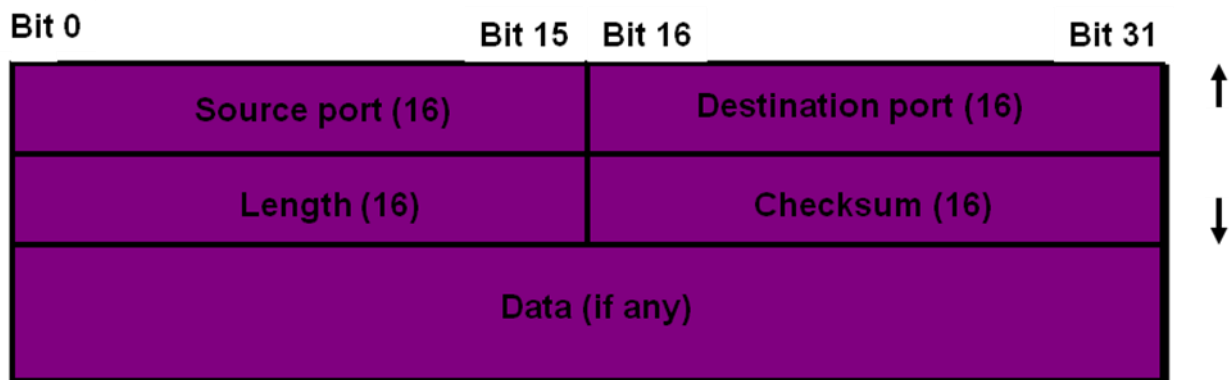 Bit 0 Bit 15 Bit 16 Bit 31
Source port (16) Destination port (16)
Length (16) Checksum (16)
Data (if any)